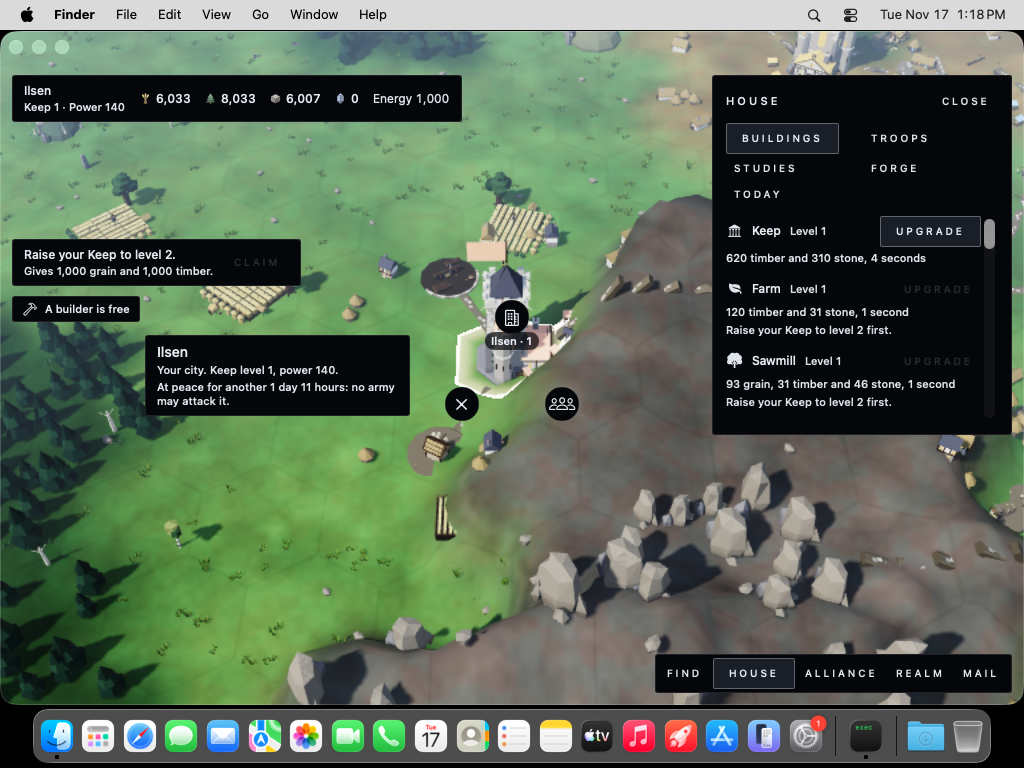 Finder File Edit View Go Window Help
Tue Nov 17 1:18 PM
Ilsen
Keep 1 · Power 140
6,033
8,033
6,007
0
Energy 1,000
HOUSE
CLOSE
BUILDINGS
TROOPS
STUDIES
FORGE
TODAY
Keep Level 1
UPGRADE
620 timber and 310 stone, 4 seconds
Farm Level 1
UPGRADE
120 timber and 31 stone, 1 second
Raise your Keep to level 2 first.
Sawmill Level 1
UPGRADE
93 grain, 31 timber and 46 stone, 1 second
Raise your Keep to level 2 first.
Raise your Keep to level 2.
Gives 1,000 grain and 1,000 timber.
CLAIM
A builder is free
Ilsen · 1
Ilsen
Your city. Keep level 1, power 140.
At peace for another 1 day 11 hours: no army
may attack it.
FIND
HOUSE
ALLIANCE
REALM
MAIL
Tue
17
tv
1
exec